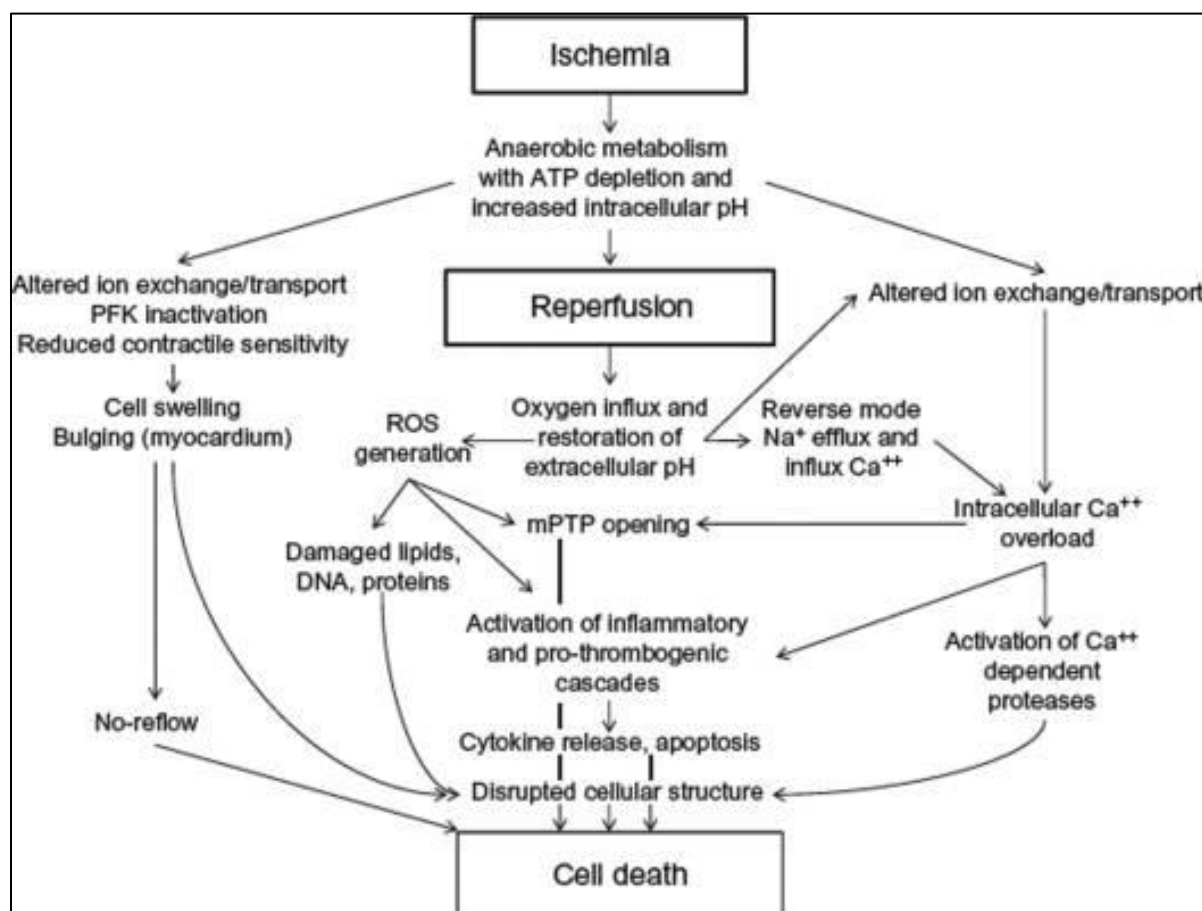 Ischemia
Anaerobic metabolism
with ATP depletion and
increased intracellular pH
Altered ion exchange/transport
PFK inactivation
Reduced contractile sensitivity
Reperfusion
Altered ion exchange/transport
Cell swelling
Bulging (myocardium)
ROS
generation
Oxygen influx and
restoration of
extracellular pH
Reverse mode
Na⁺ efflux and
influx Ca⁺⁺
mPTP opening
Intracellular Ca⁺⁺
overload
Damaged lipids,
DNA, proteins
Activation of inflammatory
and pro-thrombogenic
cascades
Activation of Ca⁺⁺
dependent
proteases
No-reflow
Cytokine release, apoptosis
Disrupted cellular structure
Cell death